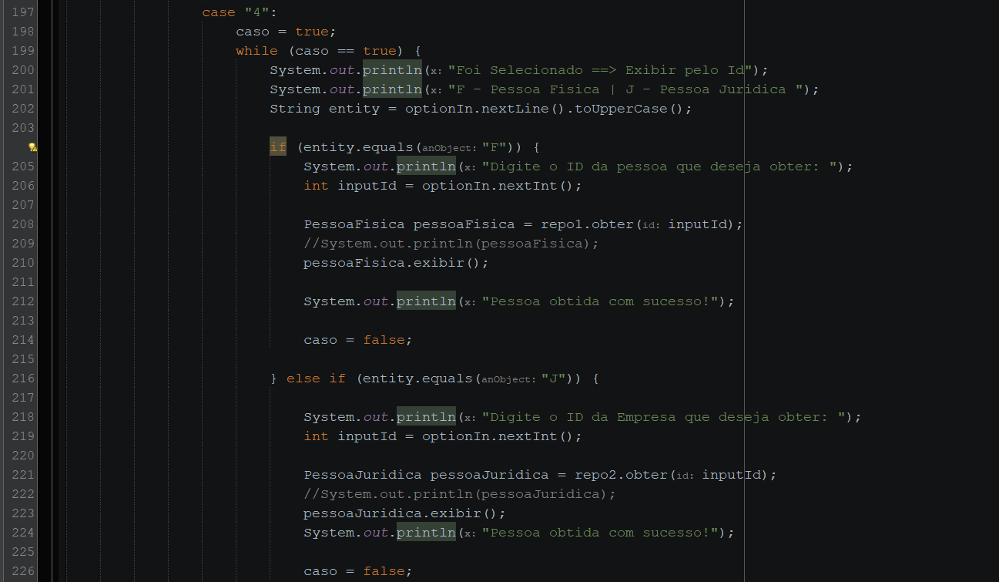 197 case "4":
198 caso = true;
199 while (caso == true) {
200 System.out.println(x: "Foi Selecionado ==> Exibir pelo Id");
201 System.out.println(x: "F - Pessoa Fisica | J - Pessoa Juridica ");
202 String entity = optionIn.nextLine().toUpperCase();
203
if (entity.equals(anObject: "F")) {
205 System.out.println(x: "Digite o ID da pessoa que deseja obter: ");
206 int inputId = optionIn.nextInt();
207
208 PessoaFisica pessoaFisica = repo1.obter(id: inputId);
209 //System.out.println(pessoaFisica);
210 pessoaFisica.exibir();
211
212 System.out.println(x: "Pessoa obtida com sucesso!");
213
214 caso = false;
215
216 } else if (entity.equals(anObject: "J")) {
217
218 System.out.println(x: "Digite o ID da Empresa que deseja obter: ");
219 int inputId = optionIn.nextInt();
220
221 PessoaJuridica pessoaJuridica = repo2.obter(id: inputId);
222 //System.out.println(pessoaJuridica);
223 pessoaJuridica.exibir();
224 System.out.println(x: "Pessoa obtida com sucesso!");
225
226 caso = false;